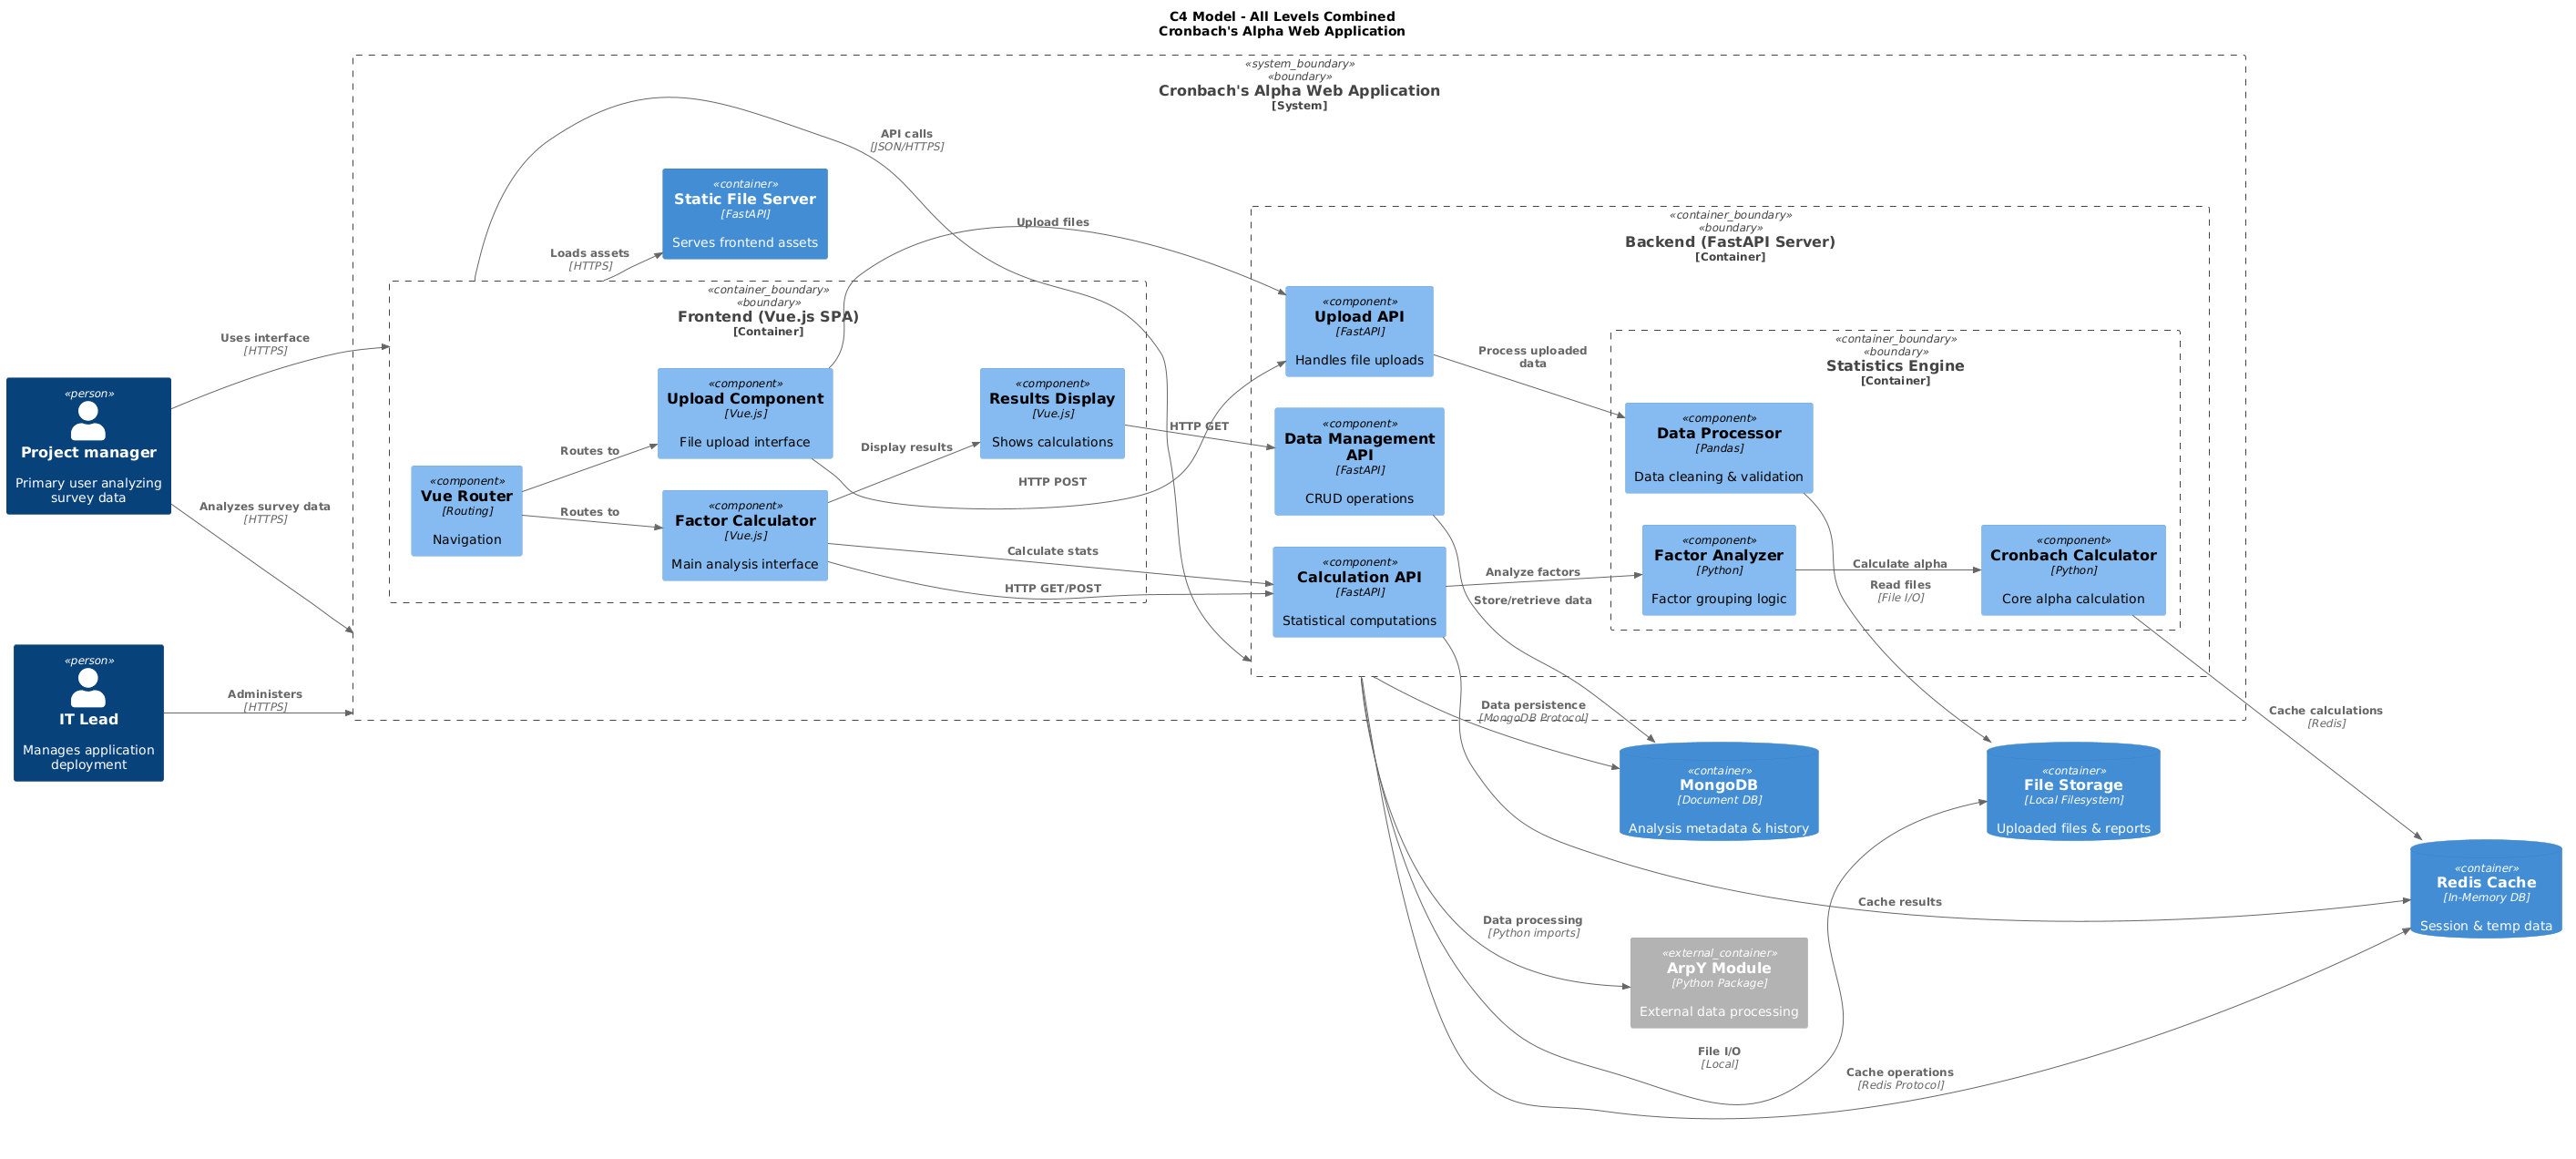 C4 Model - All Levels Combined
Cronbach's Alpha Web Application
«system_boundary»
«boundary»
Cronbach's Alpha Web Application
[System]
API calls
[JSON/HTTPS]
«container»
Static File Server
[FastAPI]
Serves frontend assets
Loads assets
[HTTPS]
Upload files
«container_boundary»
«boundary»
Frontend (Vue.js SPA)
[Container]
Uses interface
[HTTPS]
«person»
Project manager
Primary user analyzing
survey data
Analyzes survey data
[HTTPS]
«person»
IT Lead
Manages application
deployment
Administers
[HTTPS]
«component»
Vue Router
[Routing]
Navigation
Routes to
Routes to
«component»
Upload Component
[Vue.js]
File upload interface
«component»
Factor Calculator
[Vue.js]
Main analysis interface
Display results
«component»
Results Display
[Vue.js]
Shows calculations
HTTP GET
HTTP POST
Calculate stats
HTTP GET/POST
«container_boundary»
«boundary»
Backend (FastAPI Server)
[Container]
«component»
Upload API
[FastAPI]
Handles file uploads
«component»
Data Management
API
[FastAPI]
CRUD operations
«component»
Calculation API
[FastAPI]
Statistical computations
Process uploaded
data
Analyze factors
Store/retrieve data
«container_boundary»
«boundary»
Statistics Engine
[Container]
«component»
Data Processor
[Pandas]
Data cleaning & validation
«component»
Factor Analyzer
[Python]
Factor grouping logic
Calculate alpha
Read files
[File I/O]
«component»
Cronbach Calculator
[Python]
Core alpha calculation
Data persistence
[MongoDB Protocol]
Cache calculations
[Redis]
«container»
MongoDB
[Document DB]
Analysis metadata & history
«container»
File Storage
[Local Filesystem]
Uploaded files & reports
«container»
Redis Cache
[In-Memory DB]
Session & temp data
Cache results
Data processing
[Python imports]
«external_container»
ArpY Module
[Python Package]
External data processing
File I/O
[Local]
Cache operations
[Redis Protocol]